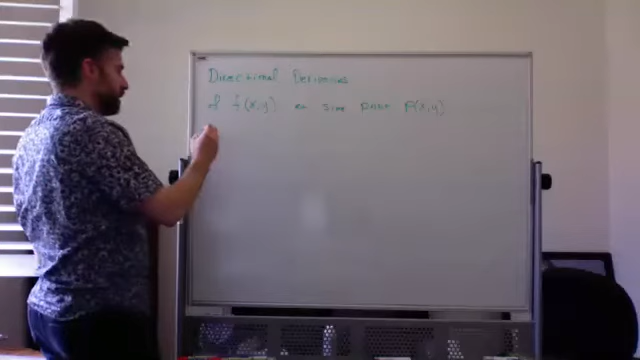 Directional Derivatives
of f(x,y) at some point P(x,y)